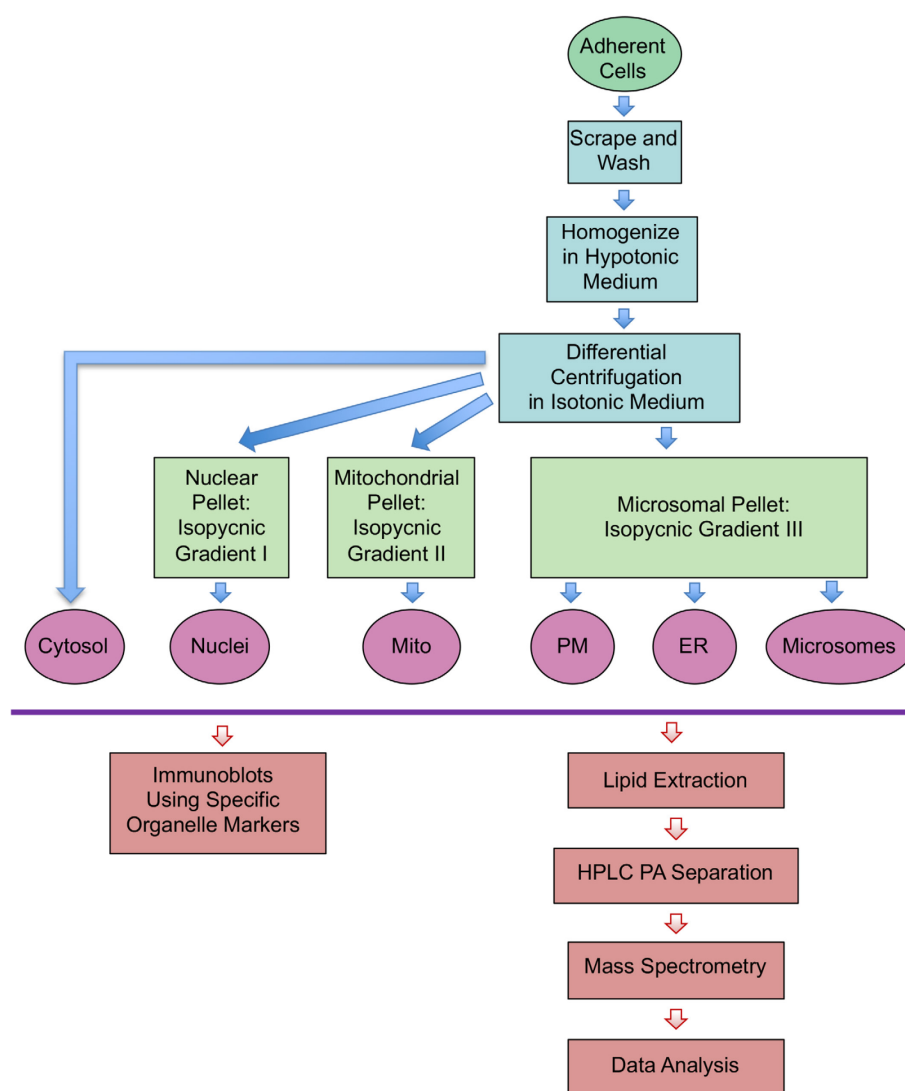 Adherent
Cells
Scrape and
Wash
Homogenize
in Hypotonic
Medium
Differential
Centrifugation
in Isotonic Medium
Nuclear
Pellet:
Isopycnic
Gradient I
Mitochondrial
Pellet:
Isopycnic
Gradient II
Microsomal Pellet:
Isopycnic Gradient III
Cytosol
Nuclei
Mito
PM
ER
Microsomes
Immunoblots
Using Specific
Organelle Markers
Lipid Extraction
HPLC PA Separation
Mass Spectrometry
Data Analysis